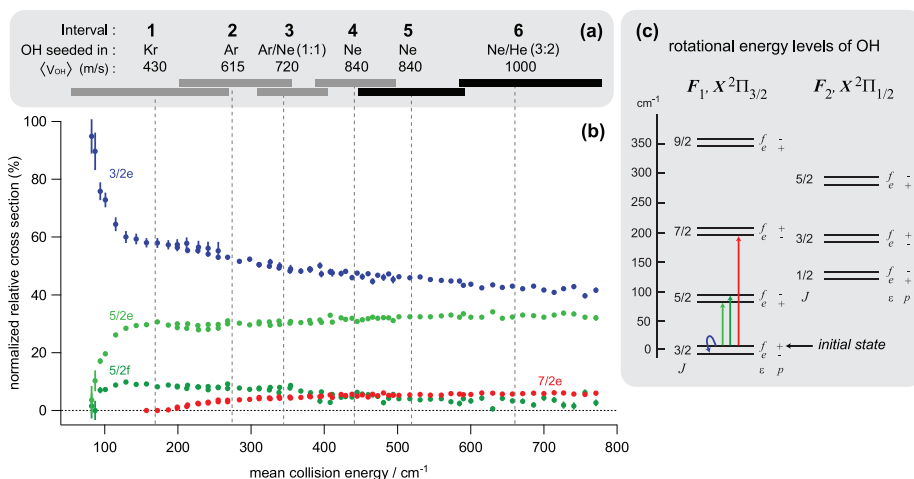 Interval : 1 2 3 4 5 6 (a)
OH seeded in : Kr Ar Ar/Ne (1:1) Ne Ne Ne/He (3:2)
⟨VOH⟩ (m/s) : 430 615 720 840 840 1000
(b)
normalized relative cross section (%)
100
80
60
40
20
0
3/2e
5/2e
5/2f
7/2e
100 200 300 400 500 600 700 800
mean collision energy / cm-1
(c)
rotational energy levels of OH
F1, X2Π3/2 F2, X2Π1/2
cm-1
350
300
250
200
150
100
50
0
9/2 f -
e +
7/2 f +
e -
5/2 f -
e +
3/2 f + initial state
e -
J ε p
5/2 f -
e +
3/2 f +
e -
1/2 f -
e +
J ε p